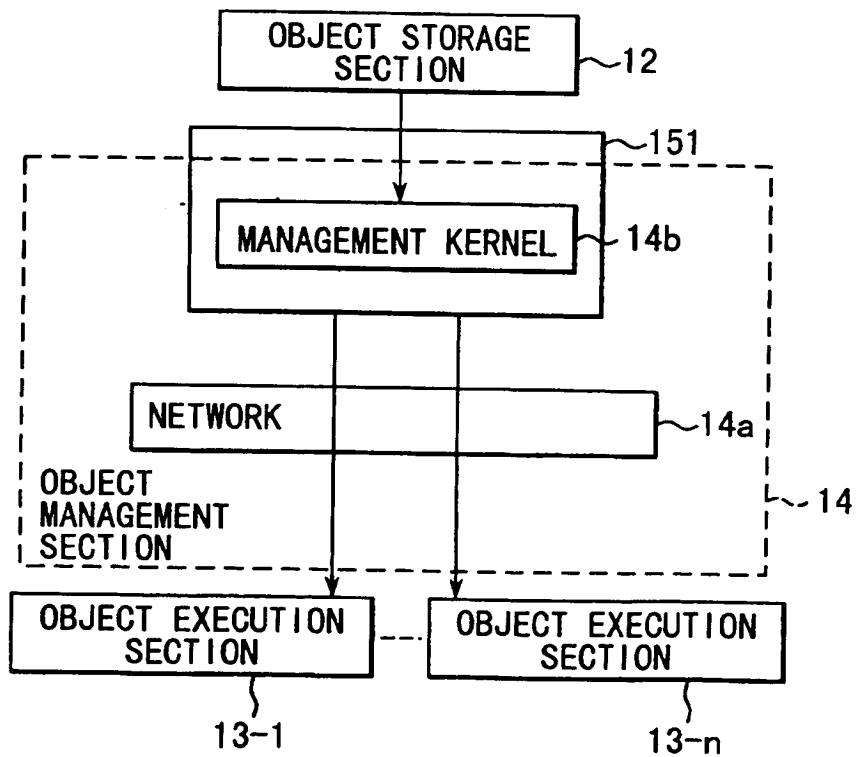 OBJECT STORAGE
SECTION
12
151
MANAGEMENT KERNEL
14b
NETWORK
14a
OBJECT
MANAGEMENT
SECTION
14
OBJECT EXECUTION
SECTION
OBJECT EXECUTION
SECTION
13-1
13-n